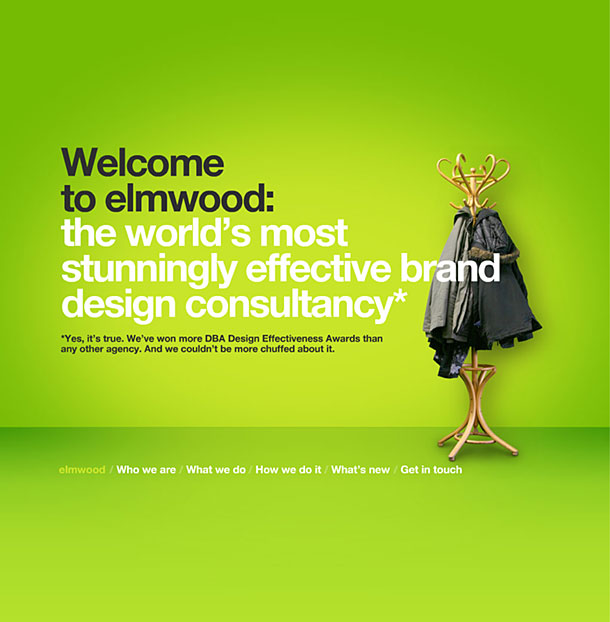 Welcome
to elmwood:
the world's most
stunningly effective brand
design consultancy*
*Yes, it's true. We've won more DBA Design Effectiveness Awards than
any other agency. And we couldn't be more chuffed about it.
elmwood / Who we are / What we do / How we do it / What's new / Get in touch